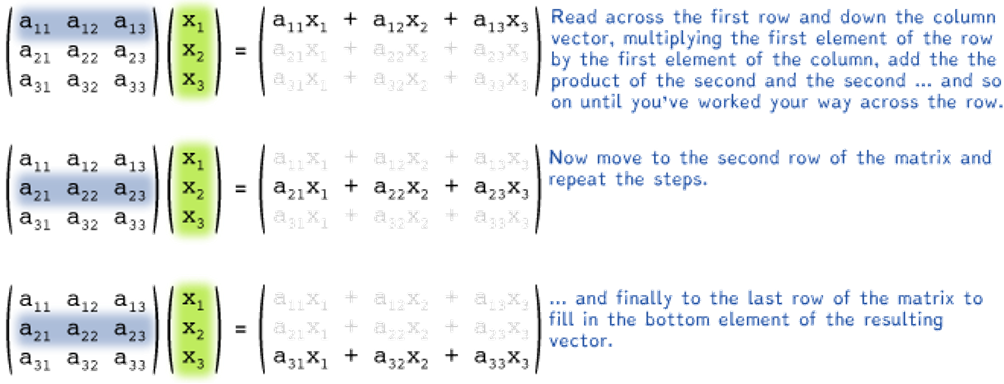 a₁₁ a₁₂ a₁₃ x₁ a₁₁x₁ + a₁₂x₂ + a₁₃x₃
a₂₁ a₂₂ a₂₃ x₂ = a₂₁x₁ + a₂₂x₂ + a₂₃x₃
a₃₁ a₃₂ a₃₃ x₃ a₃₁x₁ + a₃₂x₂ + a₃₃x₃
Read across the first row and down the column
vector, multiplying the first element of the row
by the first element of the column, add the the
product of the second and the second ... and so
on until you've worked your way across the row.
a₁₁ a₁₂ a₁₃ x₁ a₁₁x₁ + a₁₂x₂ + a₁₃x₃
a₂₁ a₂₂ a₂₃ x₂ = a₂₁x₁ + a₂₂x₂ + a₂₃x₃
a₃₁ a₃₂ a₃₃ x₃ a₃₁x₁ + a₃₂x₂ + a₃₃x₃
Now move to the second row of the matrix and
repeat the steps.
a₁₁ a₁₂ a₁₃ x₁ a₁₁x₁ + a₁₂x₂ + a₁₃x₃
a₂₁ a₂₂ a₂₃ x₂ = a₂₁x₁ + a₂₂x₂ + a₂₃x₃
a₃₁ a₃₂ a₃₃ x₃ a₃₁x₁ + a₃₂x₂ + a₃₃x₃
... and finally to the last row of the matrix to
fill in the bottom element of the resulting
vector.